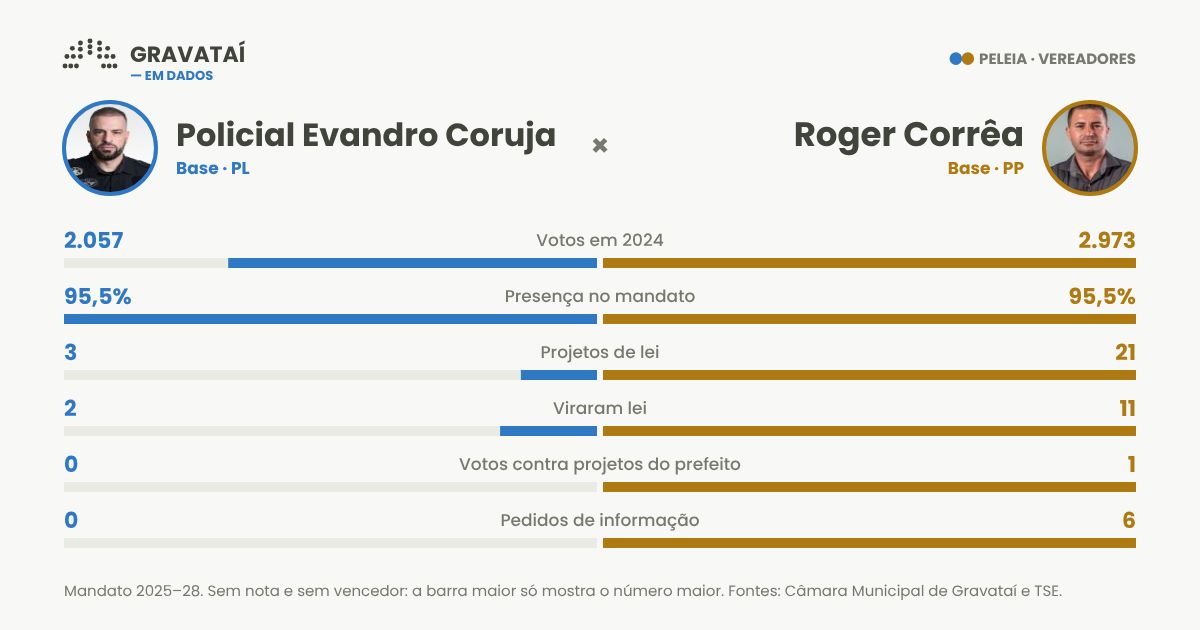 GRAVATAÍ
— EM DADOS
PELEIA · VEREADORES
Policial Evandro Coruja
Base · PL
×
Roger Corrêa
Base · PP
2.057 Votos em 2024 2.973
95,5% Presença no mandato 95,5%
3 Projetos de lei 21
2 Viraram lei 11
0 Votos contra projetos do prefeito 1
0 Pedidos de informação 6
Mandato 2025–28. Sem nota e sem vencedor: a barra maior só mostra o número maior. Fontes: Câmara Municipal de Gravataí e TSE.